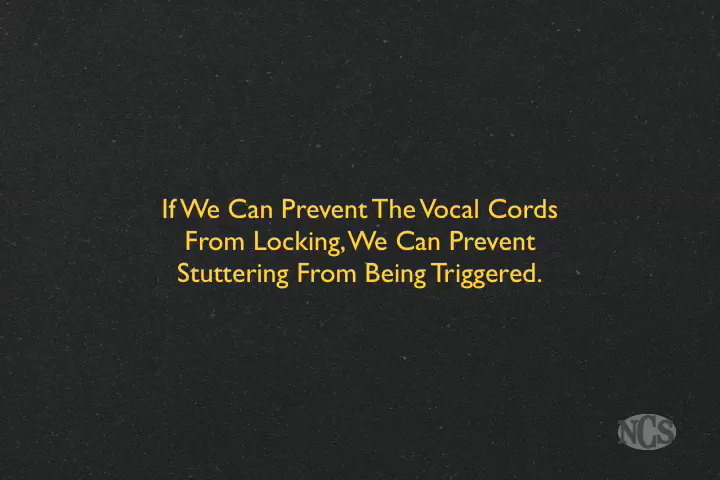 If We Can Prevent The Vocal Cords
From Locking, We Can Prevent
Stuttering From Being Triggered.
NCS